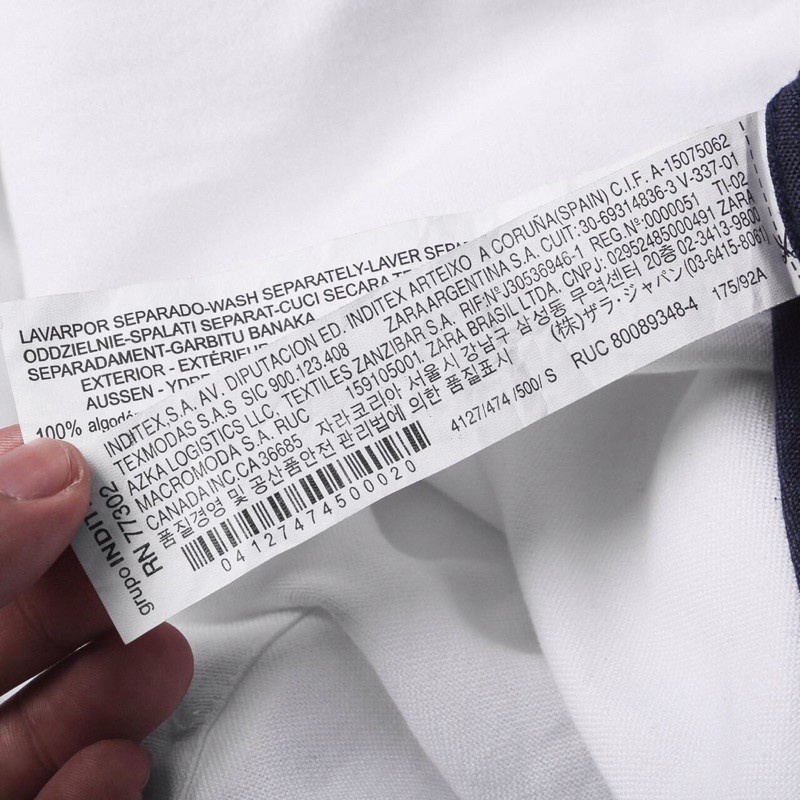 LAVARPOR SEPARADO-WASH SEPARATELY-LAVER
ODDZIELNIE-SPALATI SEPARAT-CUCI SECARA
SEPARADAMENT-GARBITU BANAKA
EXTERIOR - EXTÉRIEUR
AUSSEN -
100%
INDITEX,S.A. AV. DIPUTACION ED. INDITEX ARTEIXO A CORUÑA(SPAIN) C.I.F. A-15075062
TEXMODAS S.A.S SIC 900.123.408 ZARA ARGENTINA S.A. CUIT: 30-69314836-3 V-337-01
AZKA LOGISTICS LLC, TEXTILES ZANZIBAR,S.A. RIF:NºJ30536946-1 REG.Nº:0000051 TI-02
MACROMODA S.A. RUC 159105001. ZARA BRASIL LTDA, CNPJ: 02952485000491 ZARA
CANADA INC.CA 36685 자라코리아 서울시 강남구 삼성동 무역센터 20층 02-3413-9800
품질경영 및 공산품안전 관리법에 의한 품질표시 (株)ザラ・ジャパン(03-6415-8061)
4127/474 /500/ S RUC 80089348-4 175/92A
04127474500020
grupo INDIT
RN 77302